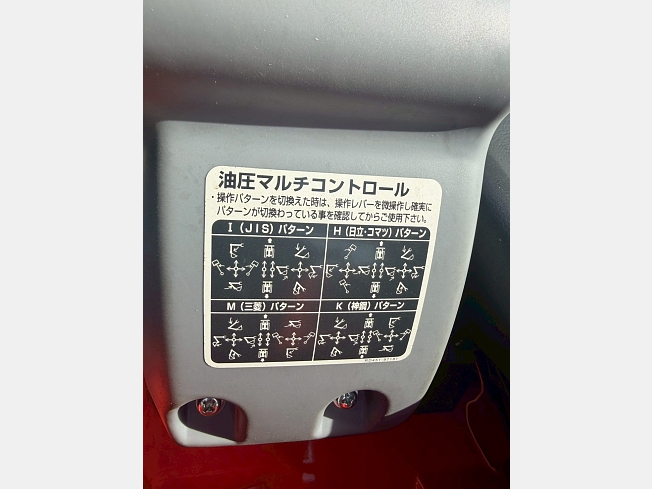 油圧マルチコントロール
・操作パターンを切換えた時は、操作レバーを微操作し確実に
パターンが切換わっている事を確認してからご使用下さい。
I (JIS) パターン
H (日立・コマツ) パターン
M (三菱) パターン
K (神鋼) パターン